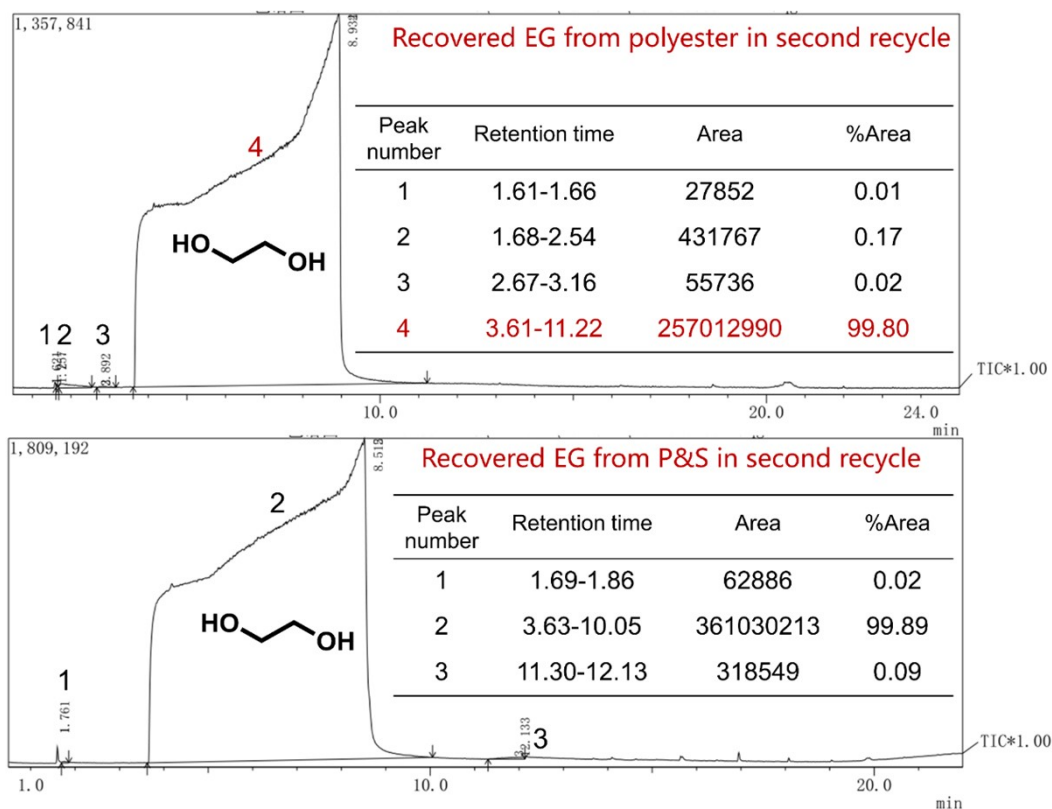 1,357,841
8.932
Recovered EG from polyester in second recycle
Peak number Retention time Area %Area
1 1.61-1.66 27852 0.01
2 1.68-2.54 431767 0.17
3 2.67-3.16 55736 0.02
4 3.61-11.22 257012990 99.80
4
HO
OH
1 2 3
TIC*1.00
10.0 20.0 24.0
min
1,809,192
8.513
Recovered EG from P&S in second recycle
Peak number Retention time Area %Area
1 1.69-1.86 62886 0.02
2 3.63-10.05 361030213 99.89
3 11.30-12.13 318549 0.09
2
HO
OH
1
1.761
3
TIC*1.00
1.0 10.0 20.0
min